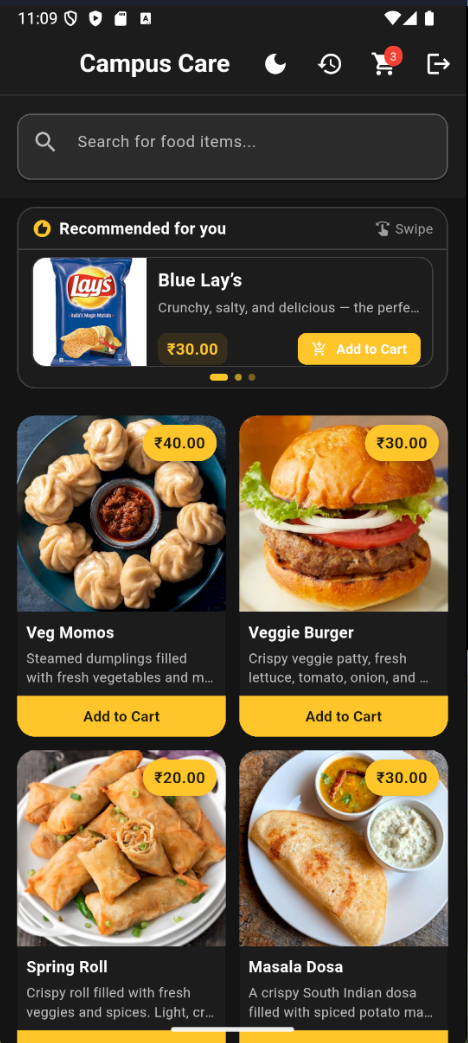 11:09
Campus Care
3
Search for food items...
Recommended for you
Swipe
Lay's
India's Magic Masala
Blue Lay's
Crunchy, salty, and delicious — the perfe...
₹30.00
Add to Cart
₹40.00
₹30.00
Veg Momos
Veggie Burger
Steamed dumplings filled
with fresh vegetables and m...
Crispy veggie patty, fresh
lettuce, tomato, onion, and ...
Add to Cart
Add to Cart
₹20.00
₹30.00
Spring Roll
Masala Dosa
Crispy roll filled with fresh
veggies and spices. Light, cr...
A crispy South Indian dosa
filled with spiced potato ma...